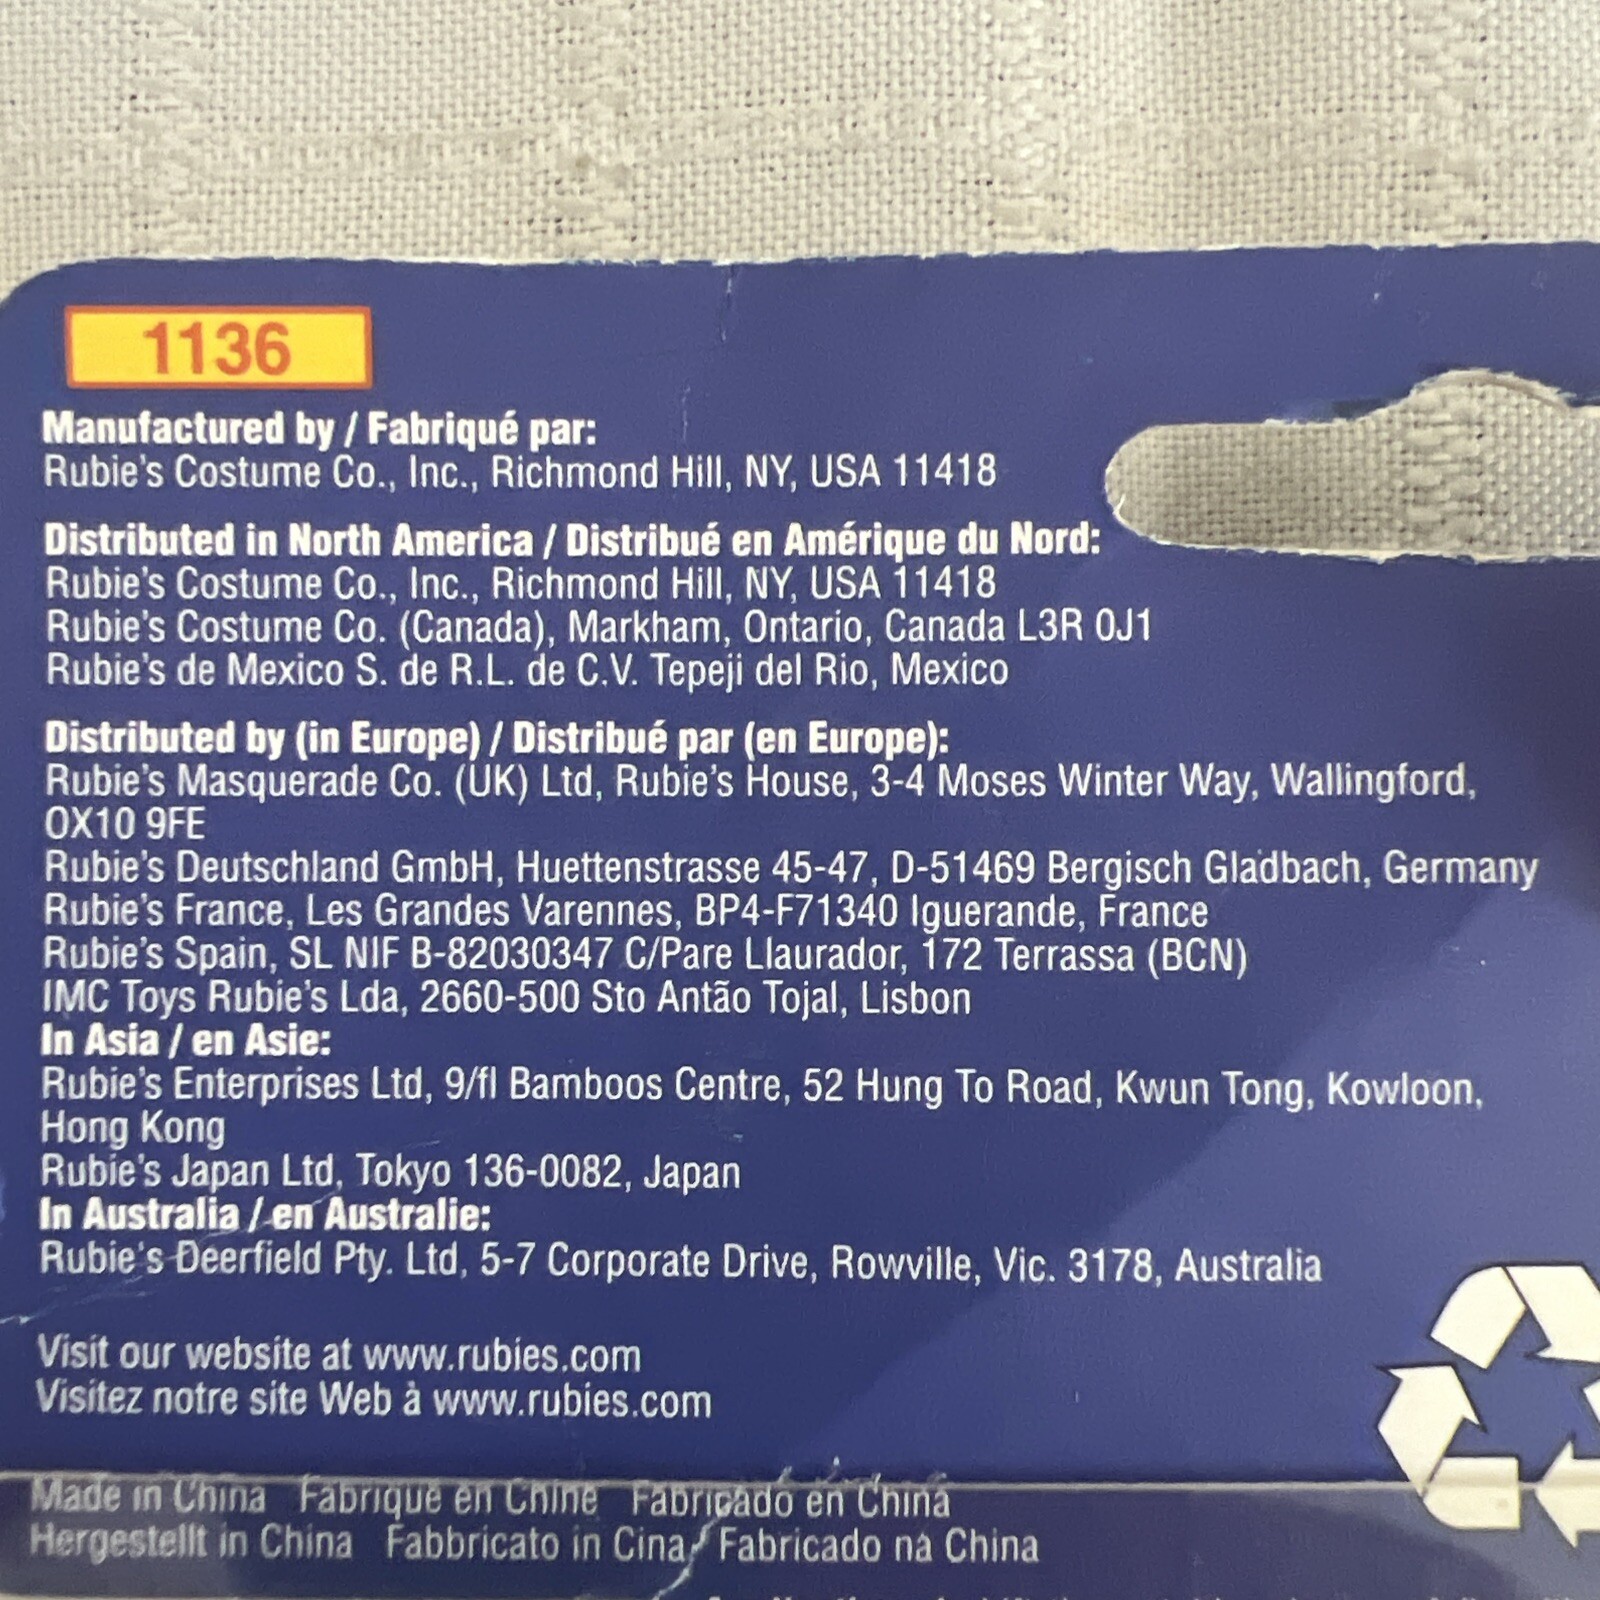 1136
Manufactured by / Fabriqué par:
Rubie's Costume Co., Inc., Richmond Hill, NY, USA 11418
Distributed in North America / Distribué en Amérique du Nord:
Rubie's Costume Co., Inc., Richmond Hill, NY, USA 11418
Rubie's Costume Co. (Canada), Markham, Ontario, Canada L3R 0J1
Rubie's de Mexico S. de R.L. de C.V. Tepeji del Rio, Mexico
Distributed by (in Europe) / Distribué par (en Europe):
Rubie's Masquerade Co. (UK) Ltd, Rubie's House, 3-4 Moses Winter Way, Wallingford,
OX10 9FE
Rubie's Deutschland GmbH, Huettenstrasse 45-47, D-51469 Bergisch Gladbach, Germany
Rubie's France, Les Grandes Varennes, BP4-F71340 Iguerande, France
Rubie's Spain, SL NIF B-82030347 C/Pare Llaurador, 172 Terrassa (BCN)
IMC Toys Rubie's Lda, 2660-500 Sto Antão Tojal, Lisbon
In Asia / en Asie:
Rubie's Enterprises Ltd, 9/fl Bamboos Centre, 52 Hung To Road, Kwun Tong, Kowloon,
Hong Kong
Rubie's Japan Ltd, Tokyo 136-0082, Japan
In Australia / en Australie:
Rubie's Deerfield Pty. Ltd, 5-7 Corporate Drive, Rowville, Vic. 3178, Australia
Visit our website at www.rubies.com
Visitez notre site Web à www.rubies.com
Made in China Fabriqué en Chine Fabricado en China
Hergestellt in China Fabbricato in Cina Fabricado na China